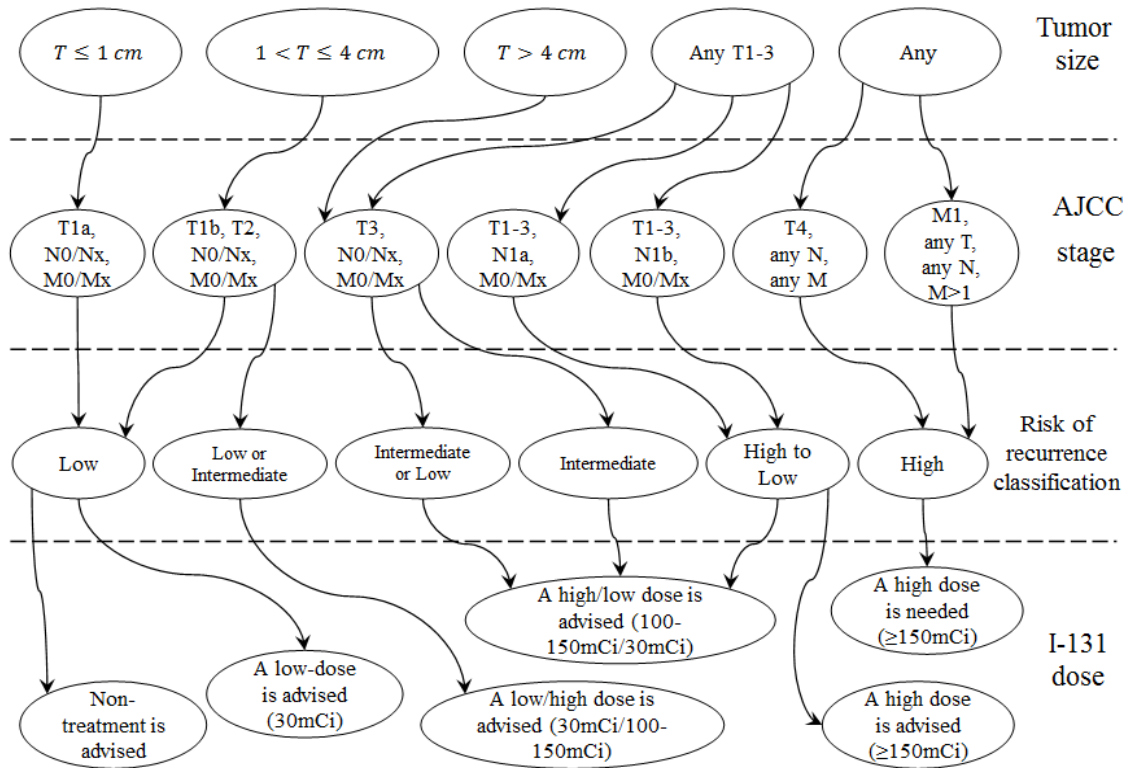 T ≤ 1 cm
1 < T ≤ 4 cm
T > 4 cm
Any T1-3
Any
Tumor
size
T1a,
N0/Nx,
M0/Mx
T1b, T2,
N0/Nx,
M0/Mx
T3,
N0/Nx,
M0/Mx
T1-3,
N1a,
M0/Mx
T1-3,
N1b,
M0/Mx
T4,
any N,
any M
M1,
any T,
any N,
M>1
AJCC
stage
Low
Low or
Intermediate
Intermediate
or Low
Intermediate
High to
Low
High
Risk of
recurrence
classification
Non-
treatment is
advised
A low-dose
is advised
(30mCi)
A low/high dose is
advised (30mCi/100-
150mCi)
A high/low dose is
advised (100-
150mCi/30mCi)
A high dose
is needed
(≥150mCi)
A high dose
is advised
(≥150mCi)
I-131
dose